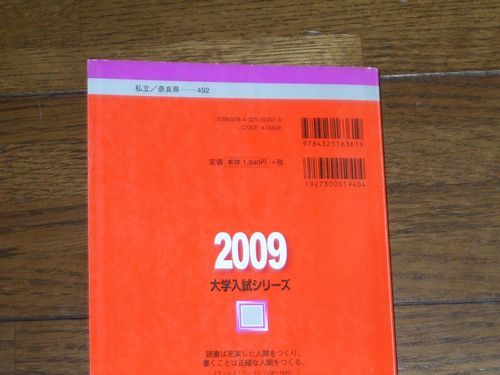 私立／奈良県 —— 492
ISBN978-4-325-16361-9
C7300 ¥1940E
9784325163619
定価 本体 1,940円 +税
1927300019404
2009
大学入試シリーズ
読書は充実した人間をつくり、
書くことは正確な人間をつくる。